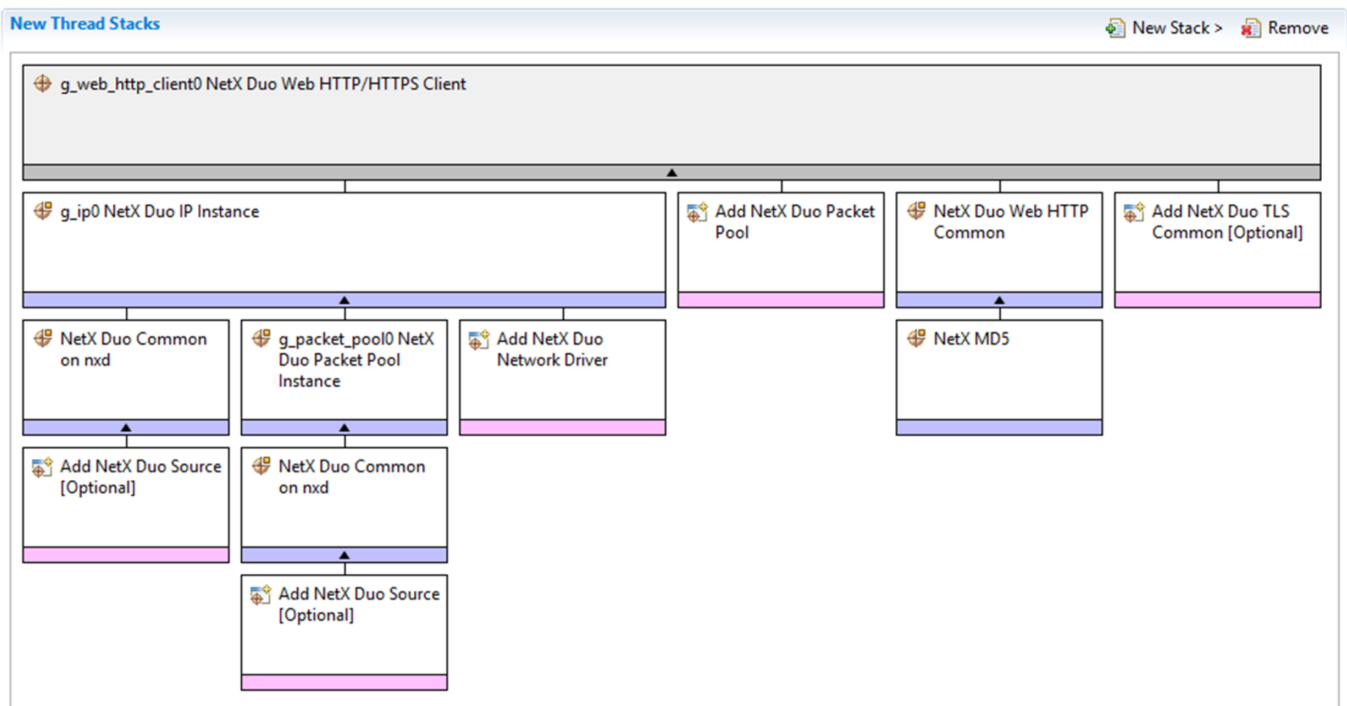 New Thread Stacks
New Stack > Remove
g_web_http_client0 NetX Duo Web HTTP/HTTPS Client
g_ip0 NetX Duo IP Instance
Add NetX Duo Packet
Pool
NetX Duo Web HTTP
Common
Add NetX Duo TLS
Common [Optional]
NetX Duo Common
on nxd
g_packet_pool0 NetX
Duo Packet Pool
Instance
Add NetX Duo
Network Driver
NetX MD5
Add NetX Duo Source
[Optional]
NetX Duo Common
on nxd
Add NetX Duo Source
[Optional]